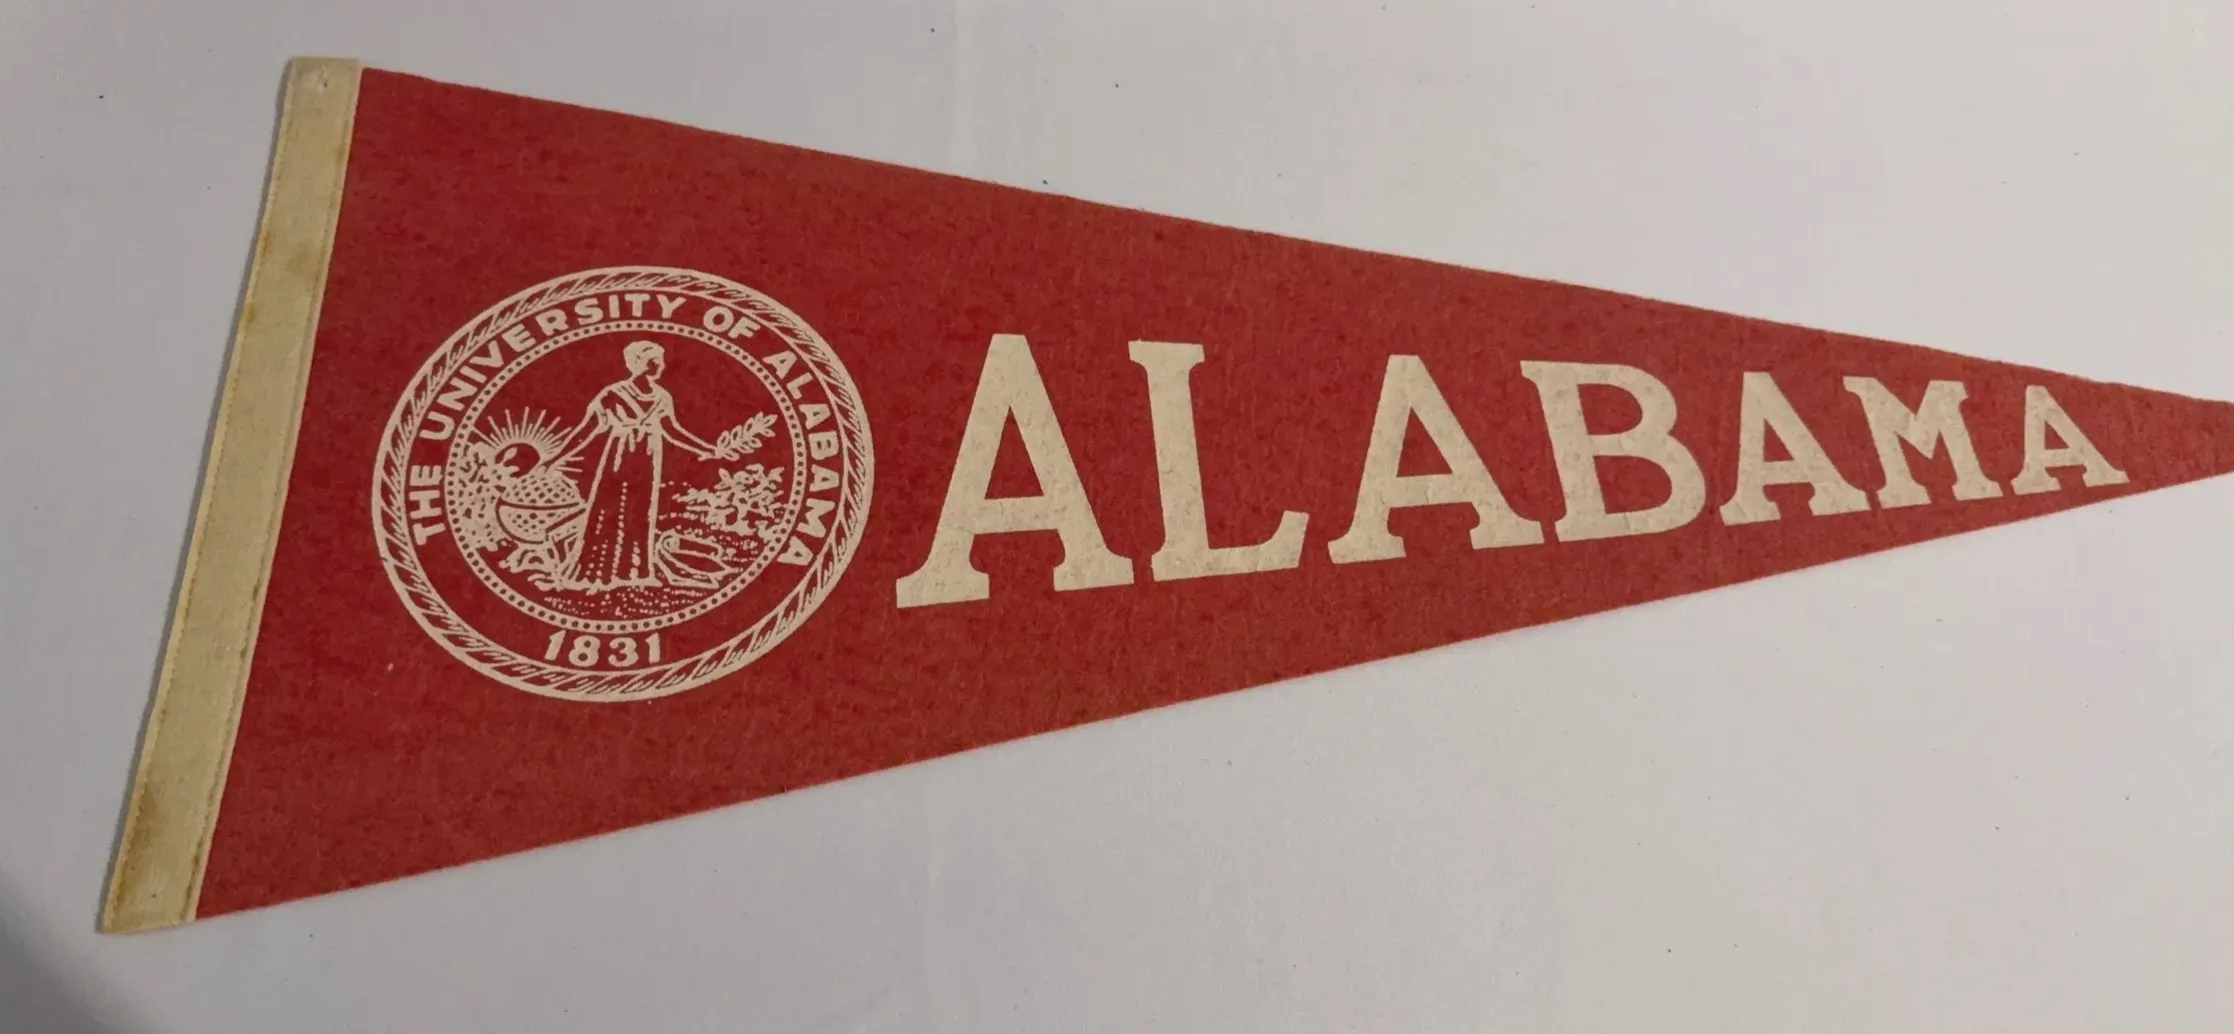 THE UNIVERSITY OF ALABAMA
1831
ALABAMA